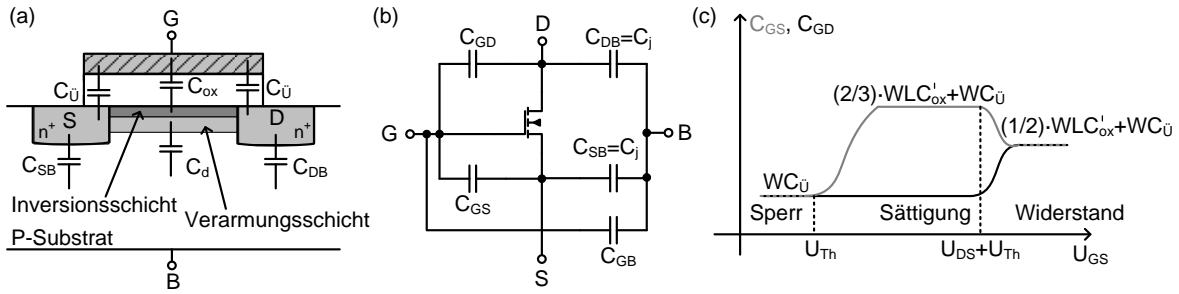 (a)
G
C_Ü
C_ox
C_Ü
S
D
n⁺
n⁺
C_SB
C_d
C_DB
Inversionsschicht
Verarmungsschicht
P-Substrat
B
(b)
D
C_GD
C_DB=C_j
G
B
C_SB=C_j
C_GS
C_GB
S
(c)
C_GS, C_GD
(2/3)·WLC'_ox+WC_Ü
(1/2)·WLC'_ox+WC_Ü
WC_Ü
Sperr
Sättigung
Widerstand
U_Th
U_DS+U_Th
U_GS